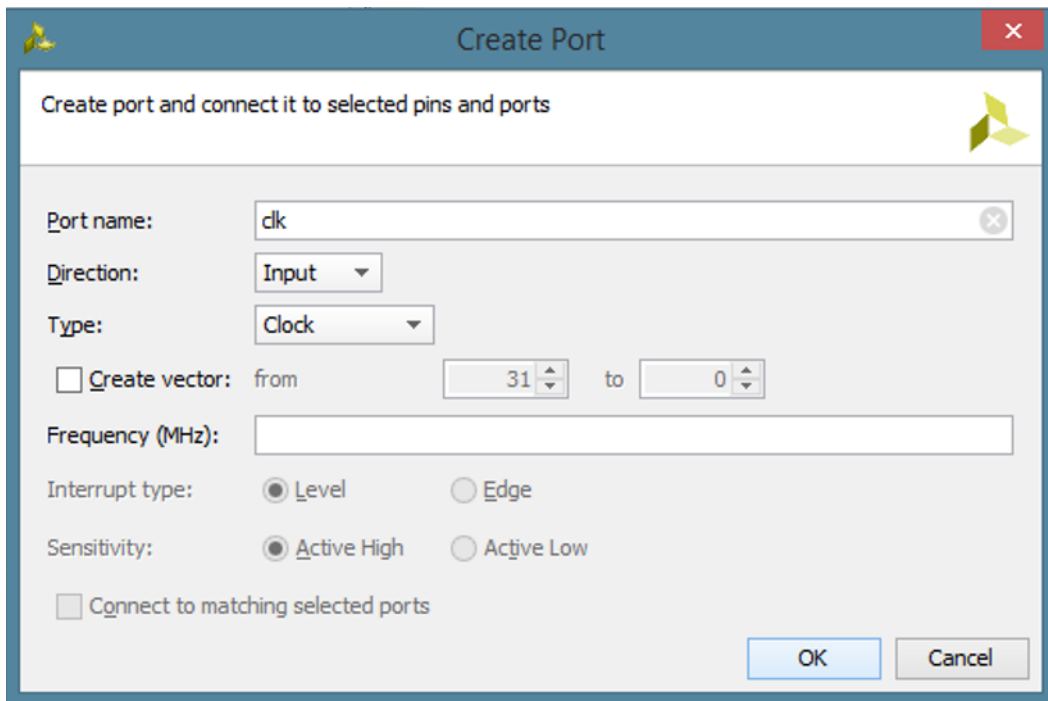 Create Port
Create port and connect it to selected pins and ports
Port name: clk
Direction: Input
Type: Clock
Create vector: from 31 to 0
Frequency (MHz):
Interrupt type: Level Edge
Sensitivity: Active High Active Low
Connect to matching selected ports
OK Cancel